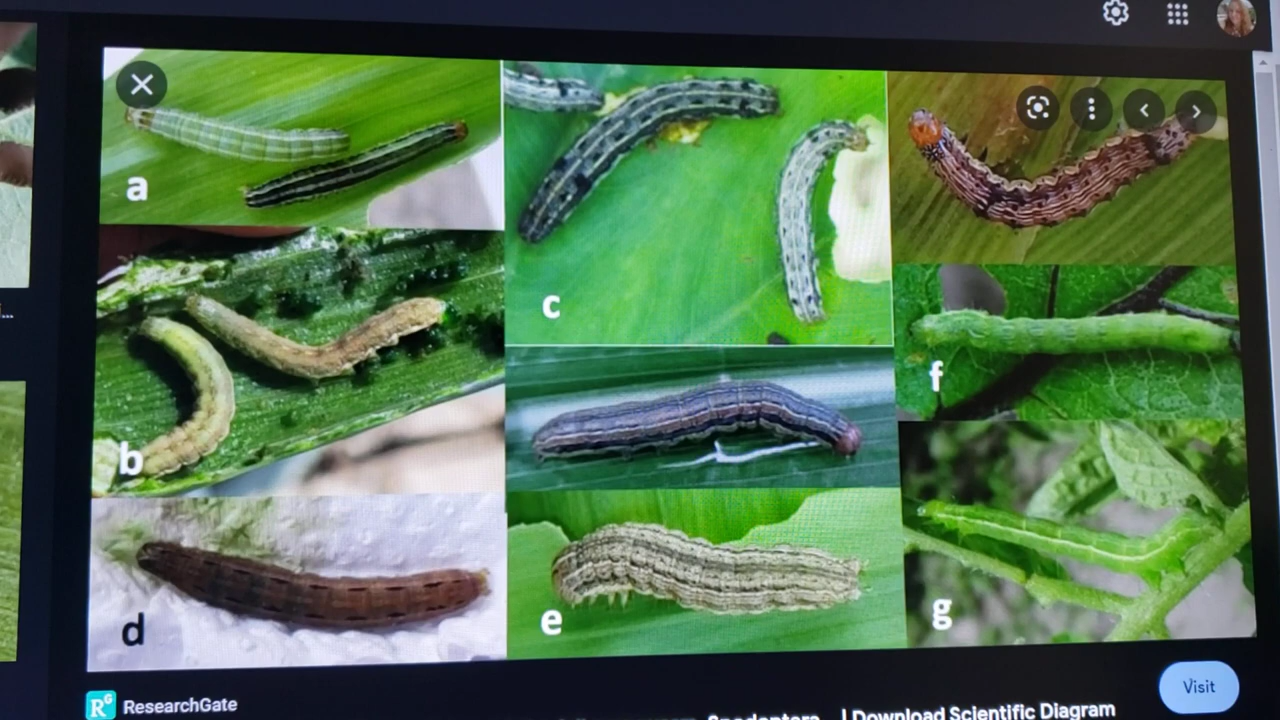 a
c
b
f
d
e
g
...
ResearchGate
Spodoptera... | Download Scientific Diagram
Visit